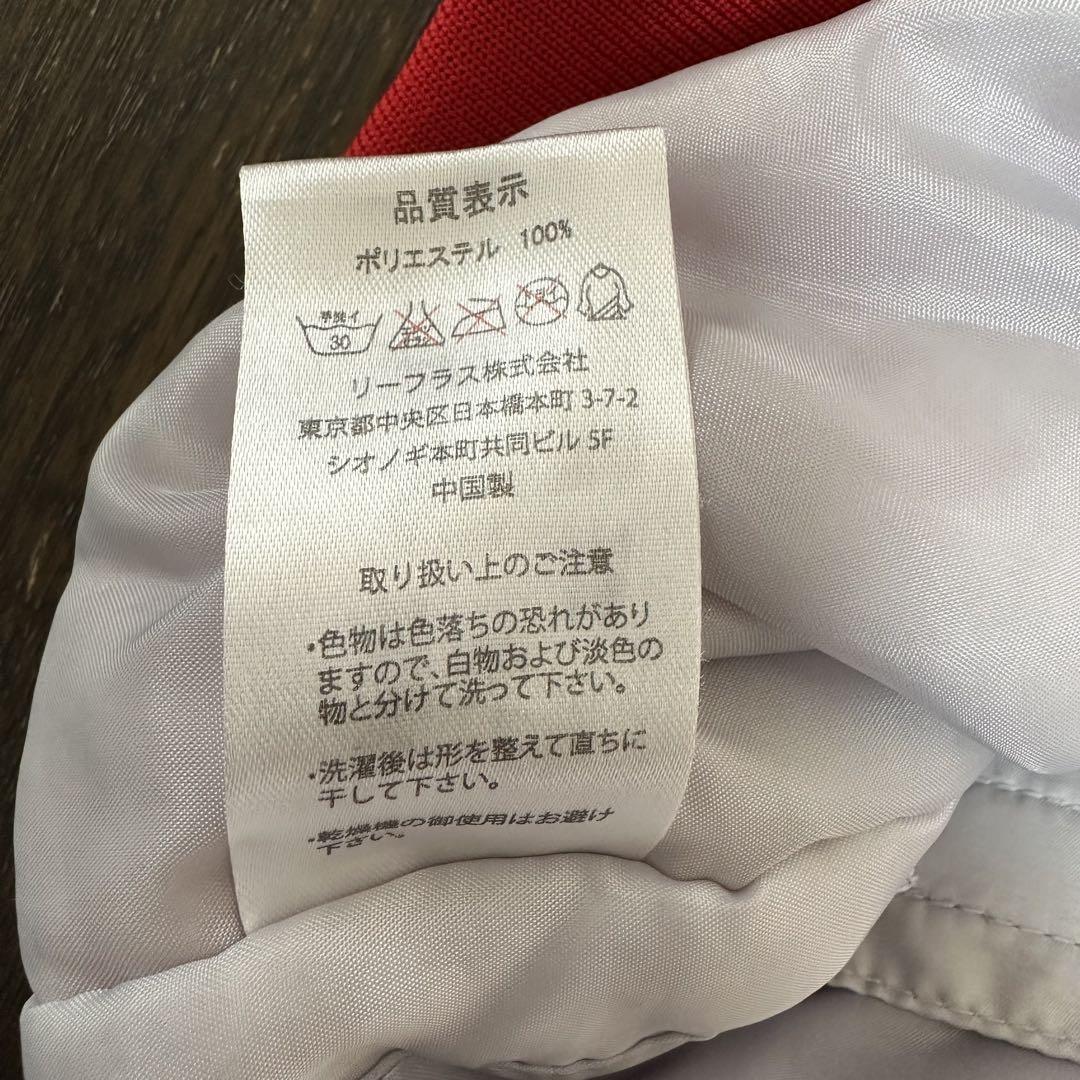 品質表示
ポリエステル 100%
手洗イ
30
リーフラス株式会社
東京都中央区日本橋本町 3-7-2
シオノギ本町共同ビル 5F
中国製
取り扱い上のご注意
・色物は色落ちの恐れがあり
ますので、白物および淡色の
物と分けて洗って下さい。
・洗濯後は形を整えて直ちに
干して下さい。
・乾燥機の御使用はお避け
下さい。